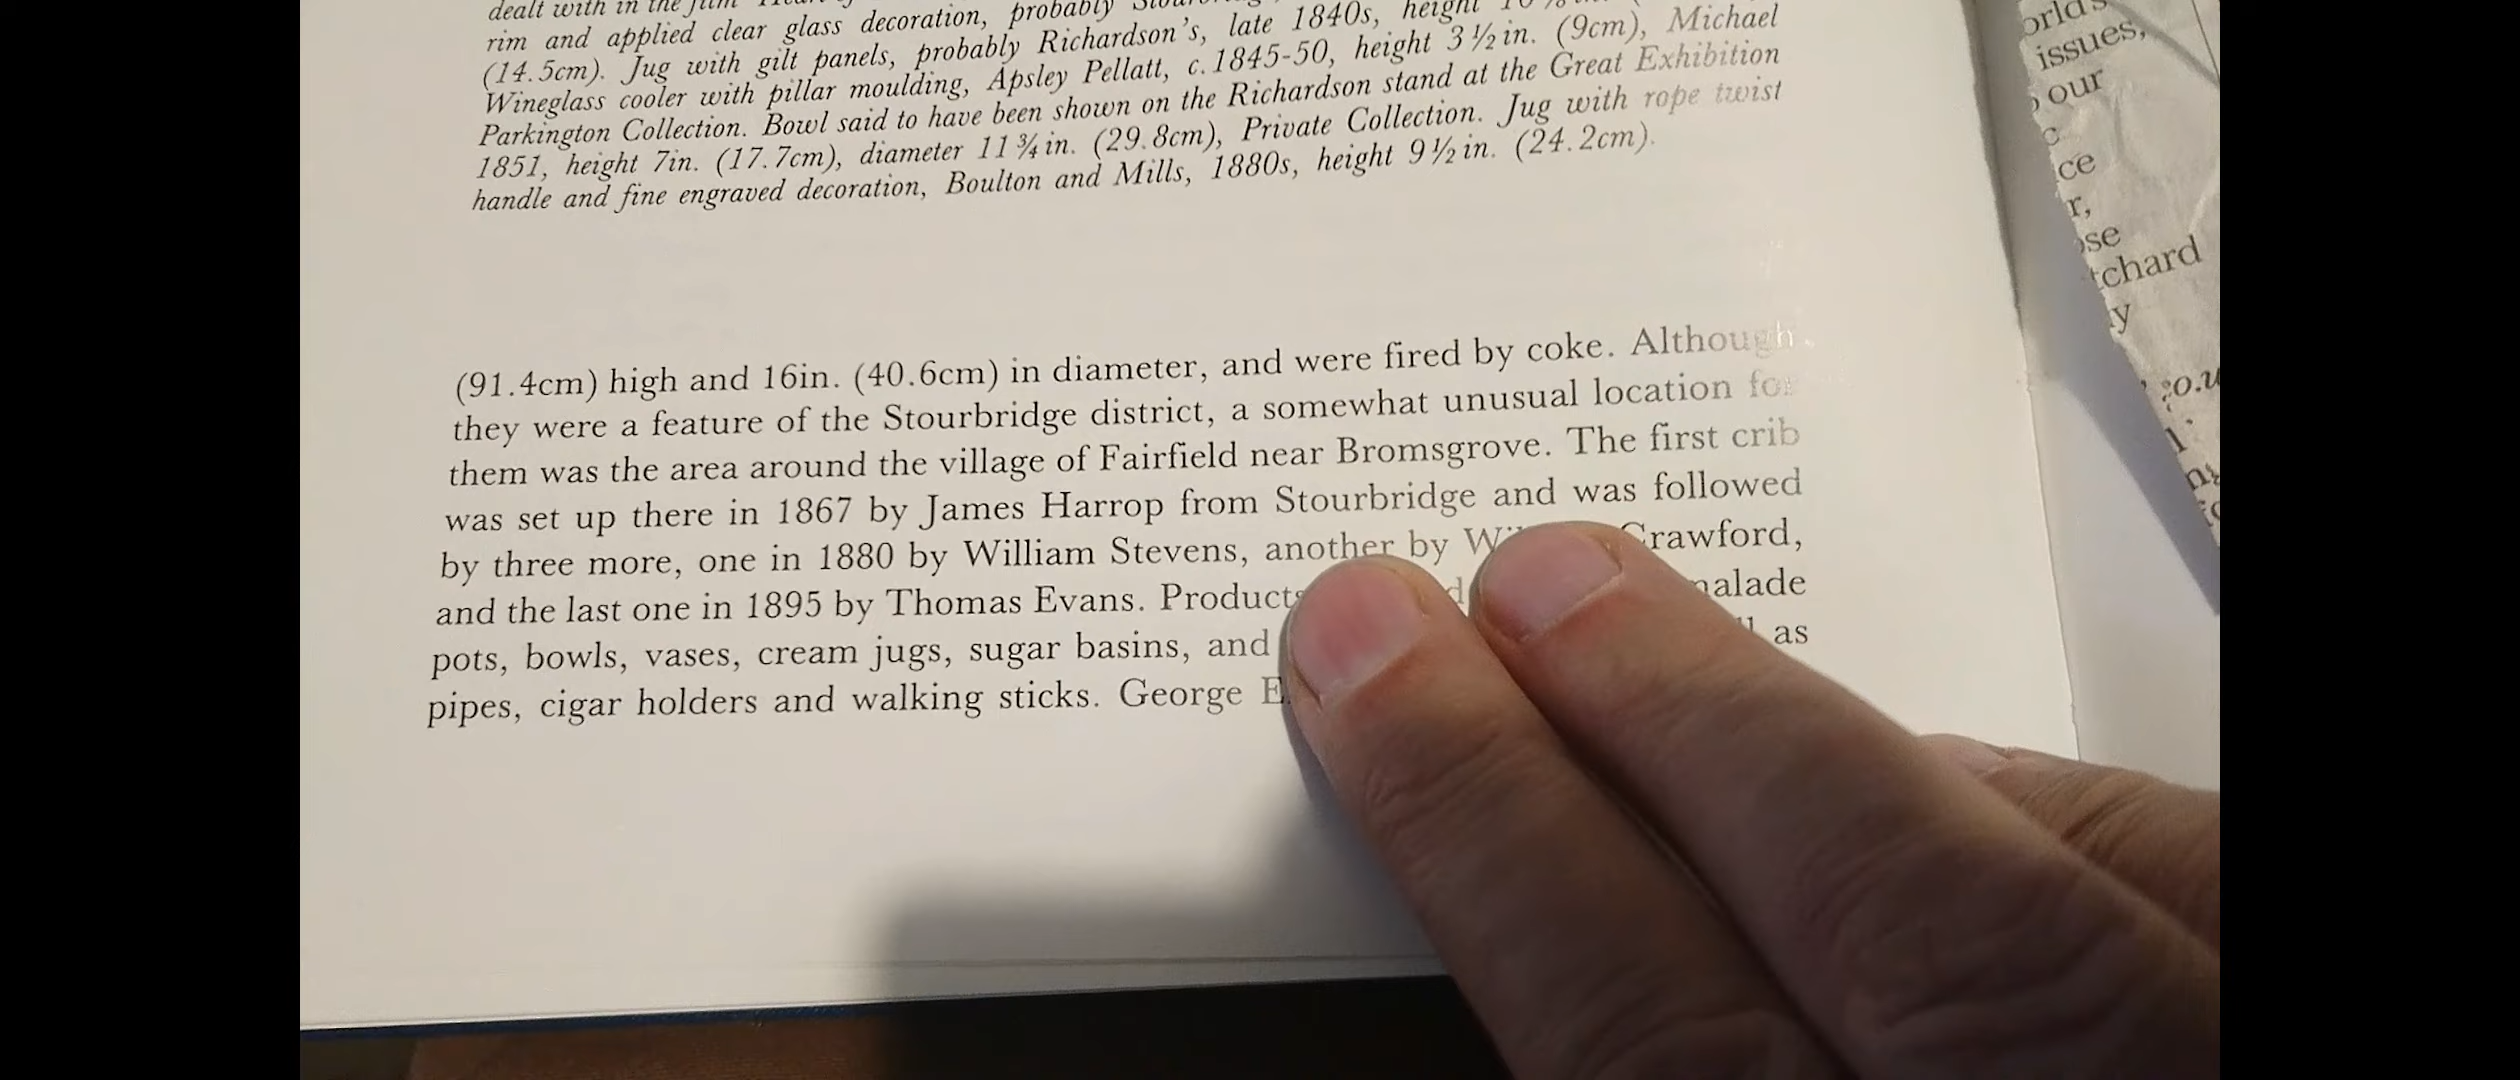 dealt with in the film
rim and applied clear glass decoration, probably
(14.5cm). Jug with gilt panels, probably Richardson's, late 1840s, height
Wineglass cooler with pillar moulding, Apsley Pellatt, c.1845-50, height 3½in. (9cm), Michael
Parkington Collection. Bowl said to have been shown on the Richardson stand at the Great Exhibition
1851, height 7in. (17.7cm), diameter 11¾in. (29.8cm), Private Collection. Jug with rope twist
handle and fine engraved decoration, Boulton and Mills, 1880s, height 9½in. (24.2cm).
(91.4cm) high and 16in. (40.6cm) in diameter, and were fired by coke. Although
they were a feature of the Stourbridge district, a somewhat unusual location for
them was the area around the village of Fairfield near Bromsgrove. The first crib
was set up there in 1867 by James Harrop from Stourbridge and was followed
by three more, one in 1880 by William Stevens, another by Crawford,
and the last one in 1895 by Thomas Evans. Products
pots, bowls, vases, cream jugs, sugar basins, and as
pipes, cigar holders and walking sticks. George
issues,
our